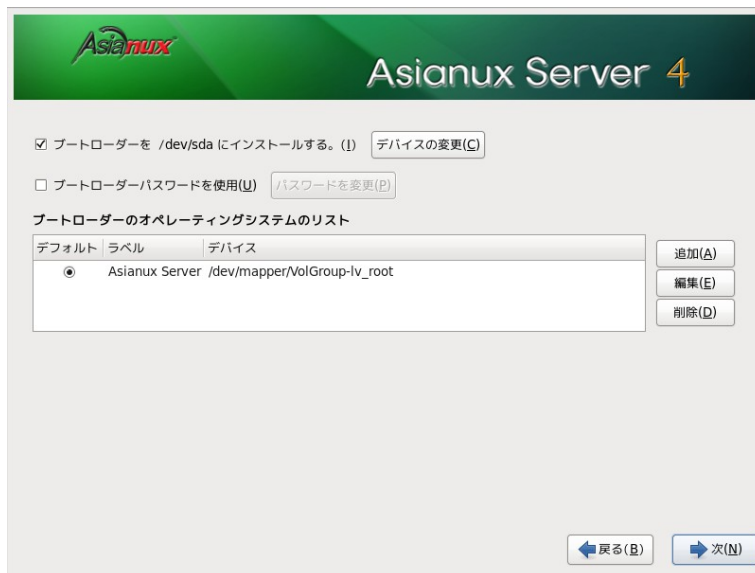 Asianux
Asianux Server 4
ブートローダーを /dev/sda にインストールする。(I) デバイスの変更(C)
ブートローダーパスワードを使用(U) パスワードを変更(P)
ブートローダーのオペレーティングシステムのリスト
デフォルト ラベル デバイス
Asianux Server /dev/mapper/VolGroup-lv_root
追加(A)
編集(E)
削除(D)
戻る(B) 次(N)